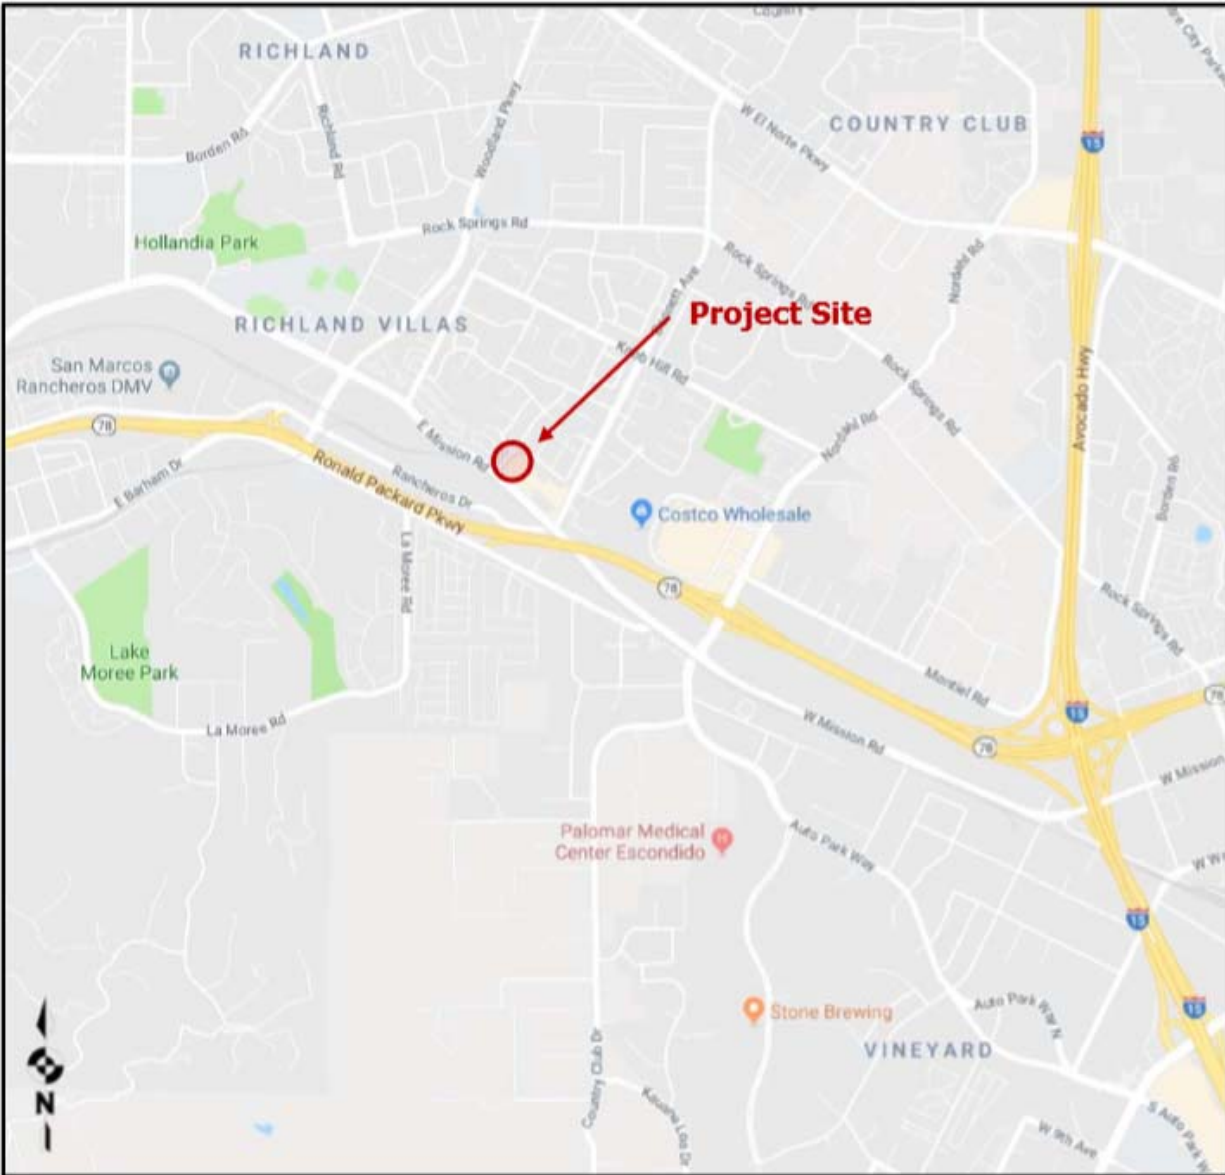 RICHLAND
COUNTRY CLUB
Woodland Pkwy
Richland Rd
Borden Rd
W El Norte Pkwy
15
Rock Springs Rd
Hollandia Park
Rock Springs Rd
Nordahl Rd
Project Site
RICHLAND VILLAS
Knob Hill Rd
San Marcos
Rancheros DMV
Rock Springs Rd
Avocado Hwy
78
E Mission Rd
Nordahl Rd
E Barham Dr
Ronald Packard Pkwy
Rancheros Dr
Borden Rd
Costco Wholesale
La Moree Rd
78
Rock Springs Rd
Lake
Moree Park
Montiel Rd
78
15
La Moree Rd
W Mission Rd
78
W Mission
Palomar Medical
Center Escondido
H
Auto Park Way
15
Stone Brewing
Auto Park Way N
15
VINEYARD
Country Club Dr
Kauana Loa Dr
S Auto Park W
W 9th Ave
N